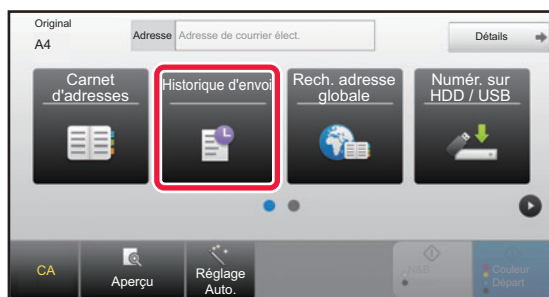 Original
A4
Adresse
Adresse de courrier élect.
Détails
Carnet
d'adresses
Historique d'envoi
Rech. adresse
globale
Numér. sur
HDD / USB
CA
Aperçu
Réglage
Auto.
N&B
Départ
Couleur
Départ